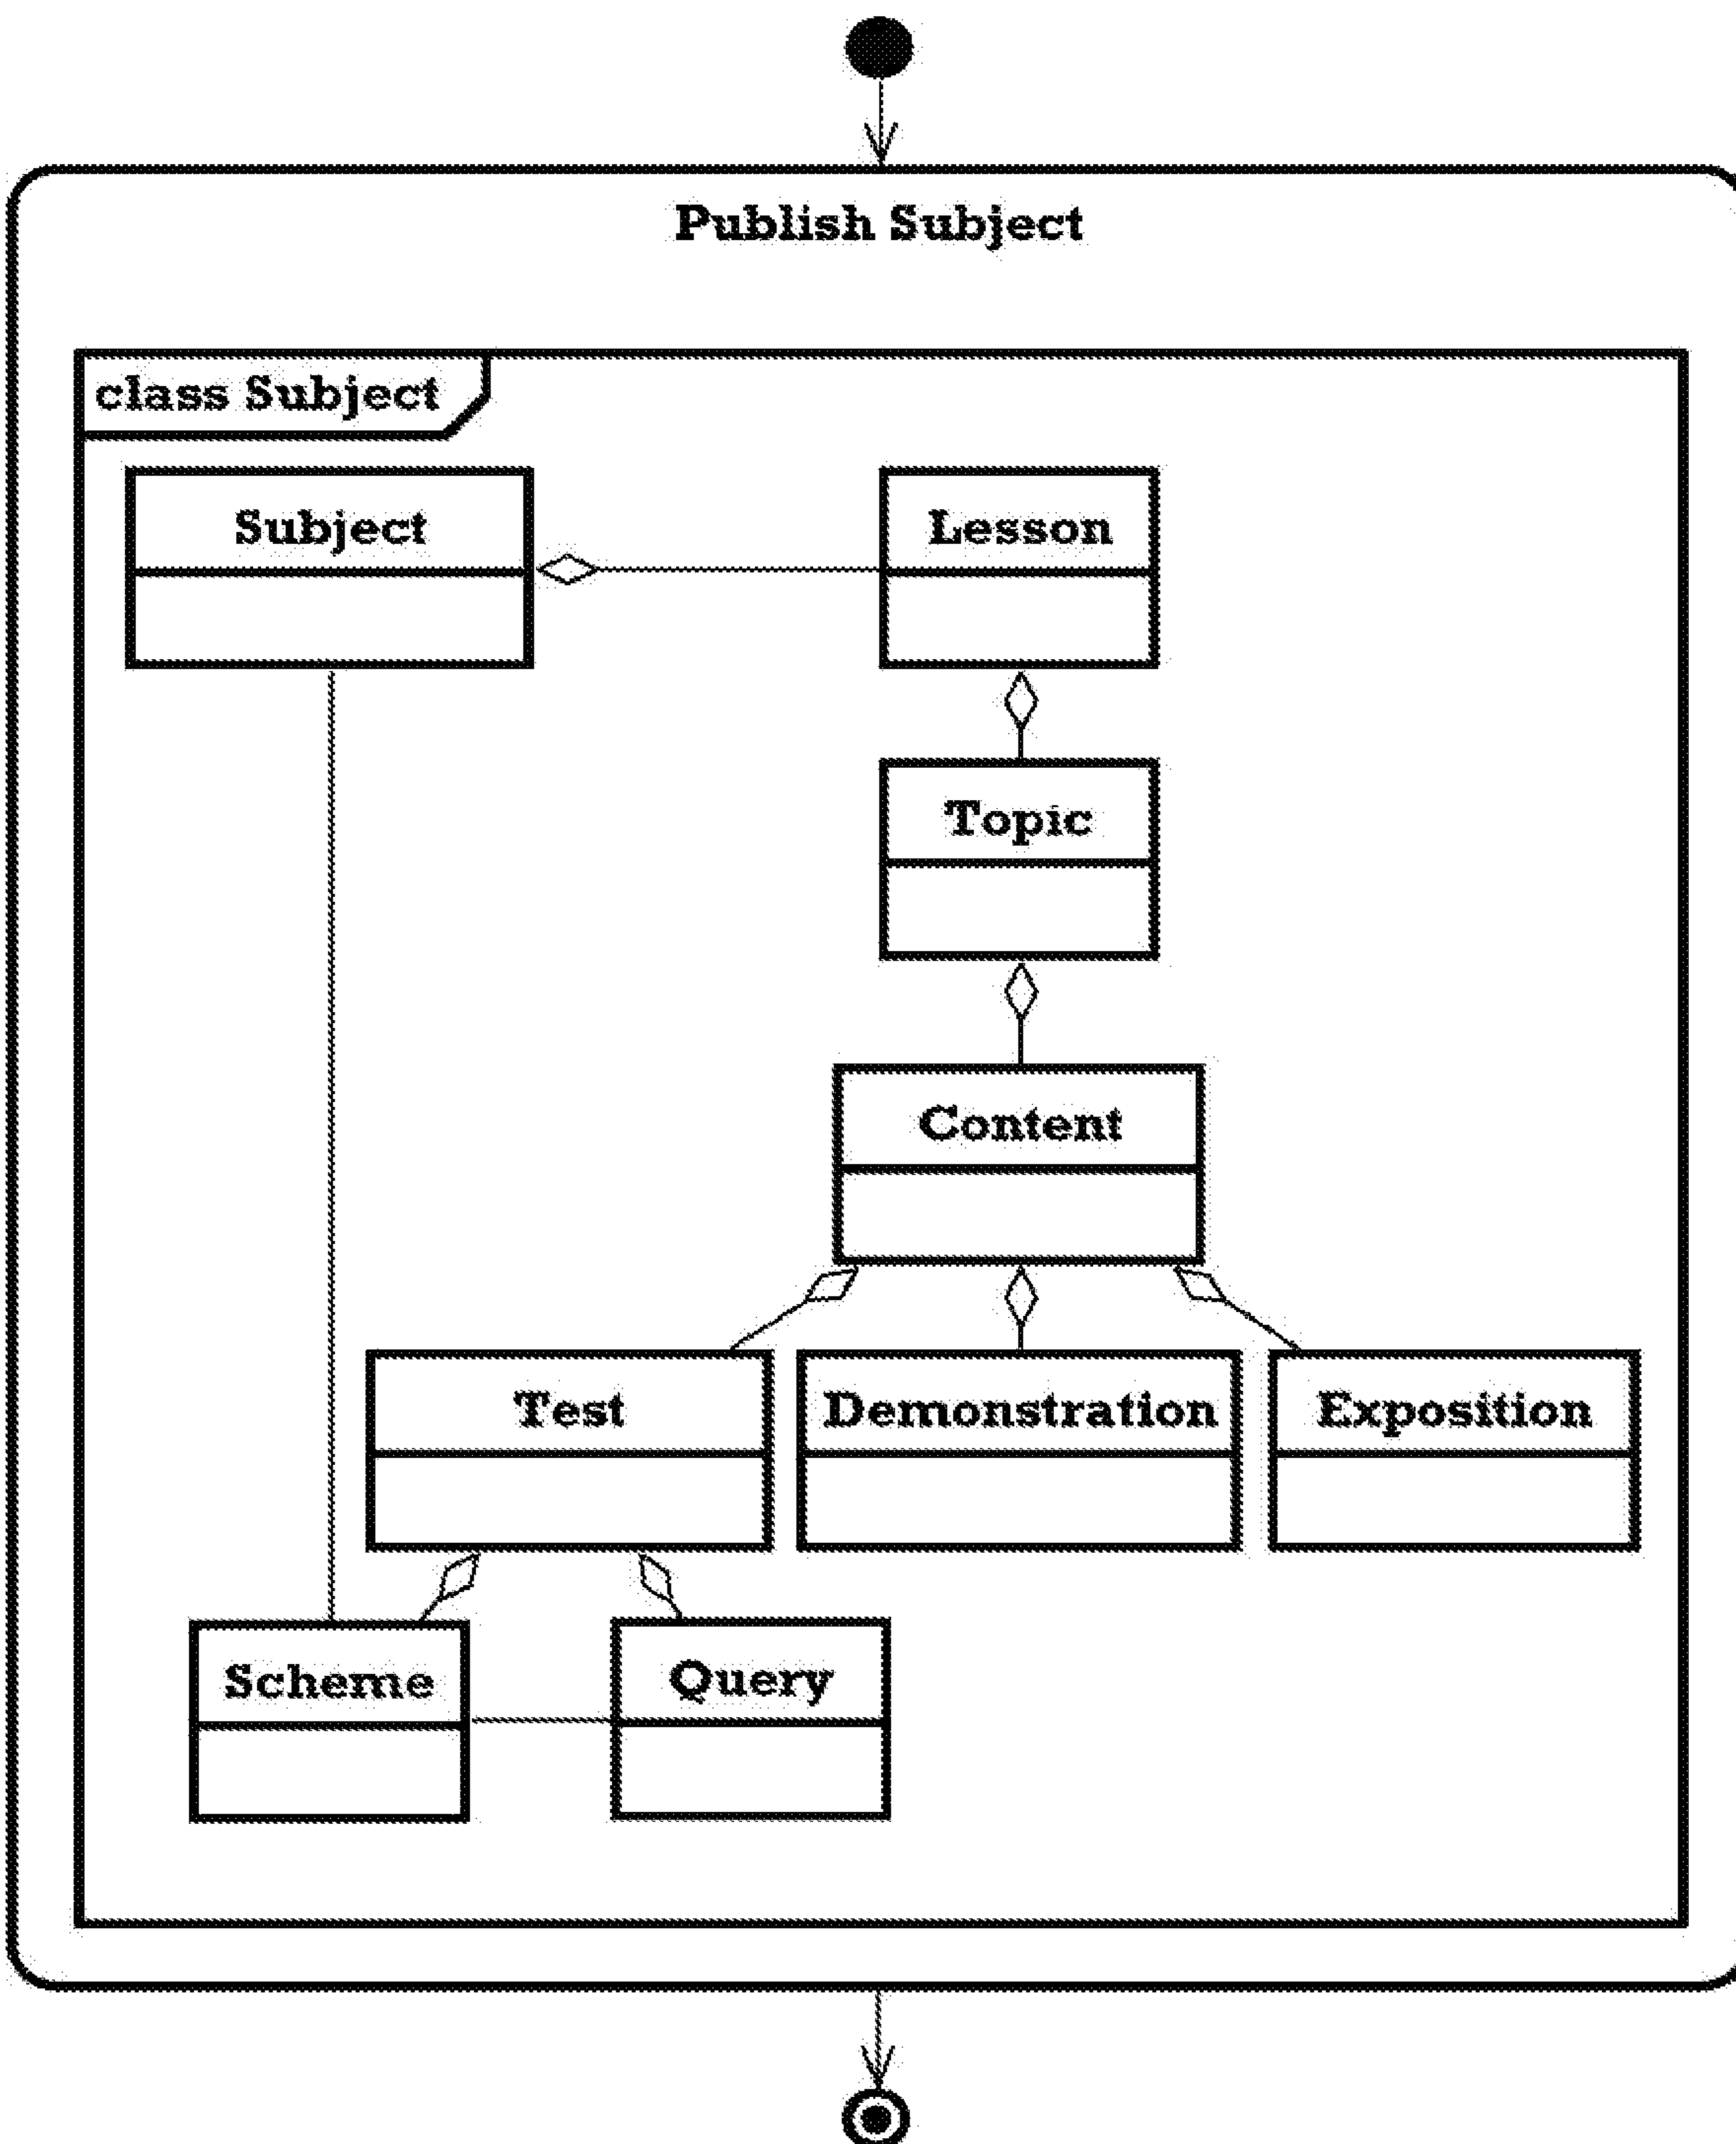 Publish Subject
class Subject
Subject
Lesson
Topic
Content
Test
Demonstration
Exposition
Scheme
Query